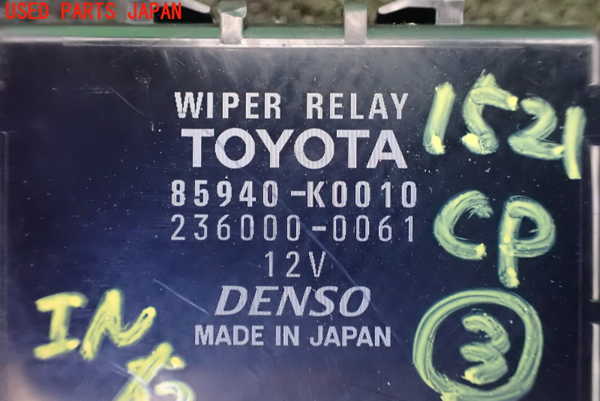 USED PARTS JAPAN
WIPER RELAY
TOYOTA
85940-K0010
236000-0061
12V
DENSO
MADE IN JAPAN
1521
CP
3
IN